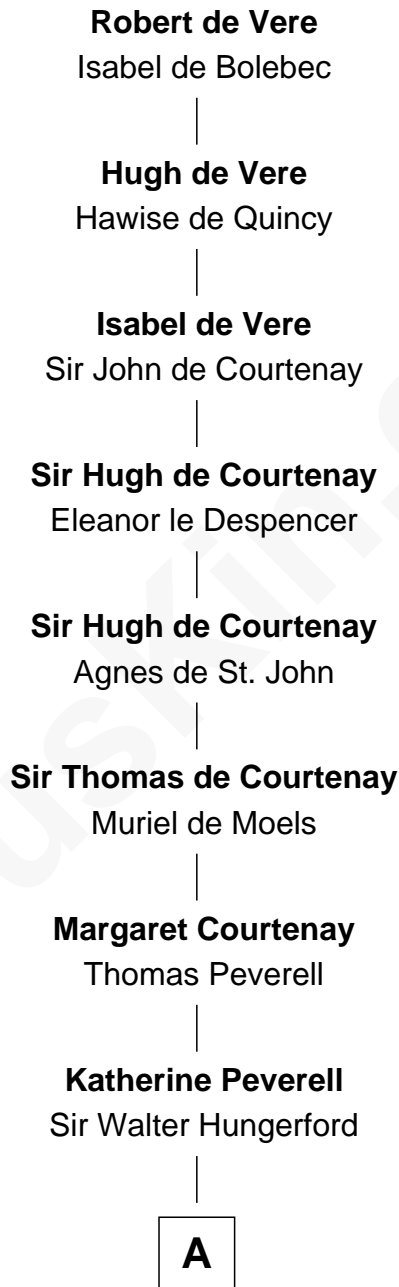 Robert de Vere
Isabel de Bolebec
Hugh de Vere
Hawise de Quincy
Isabel de Vere
Sir John de Courtenay
Sir Hugh de Courtenay
Eleanor le Despencer
Sir Hugh de Courtenay
Agnes de St. John
Sir Thomas de Courtenay
Muriel de Moels
Margaret Courtenay
Thomas Peverell
Katherine Peverell
Sir Walter Hungerford
A